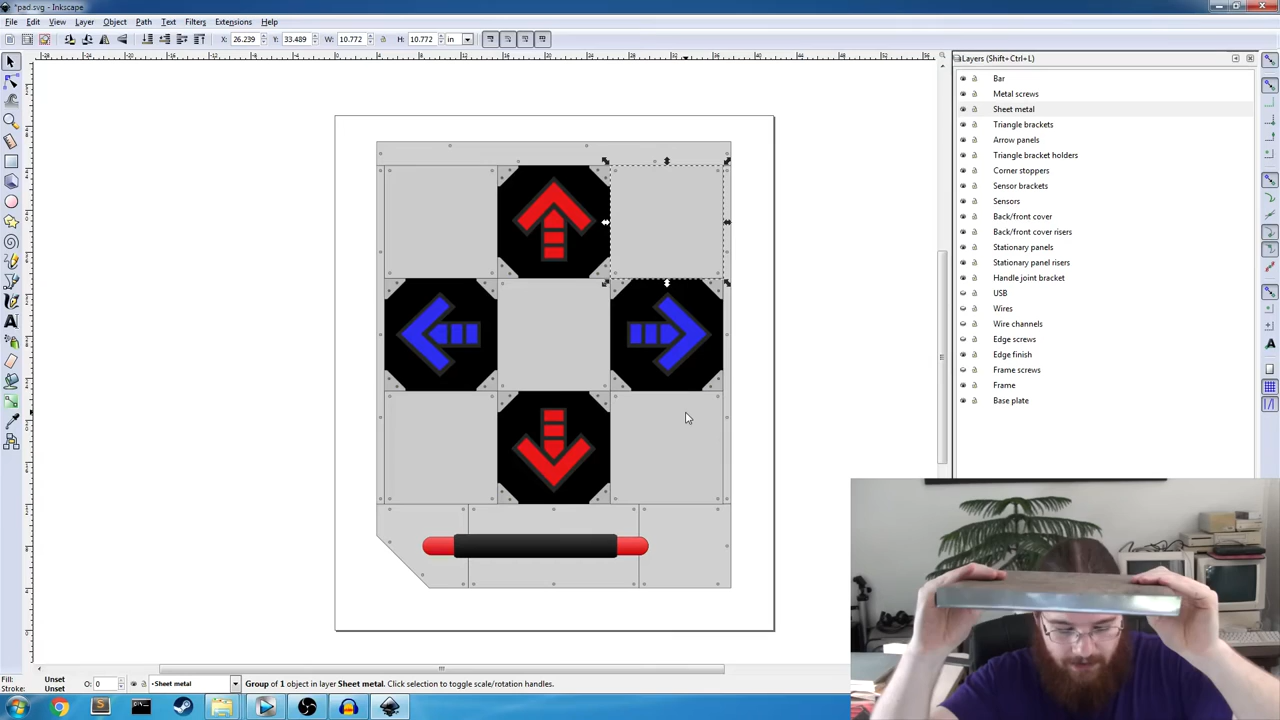 *pad.svg - Inkscape
File Edit View Layer Object Path Text Filters Extensions Help
X: 26.239 Y: 33.489 W: 10.772 H: 10.772 in
Layers (Shift+Ctrl+L)
Bar
Metal screws
Sheet metal
Triangle brackets
Arrow panels
Triangle bracket holders
Corner stoppers
Sensor brackets
Sensors
Back/front cover
Back/front cover risers
Stationary panels
Stationary panel risers
Handle joint bracket
USB
Wires
Wire channels
Edge screws
Edge finish
Frame screws
Frame
Base plate
Fill: Unset
Stroke: Unset
O: 0
Sheet metal
Group of 1 object in layer Sheet metal. Click selection to toggle scale/rotation handles.